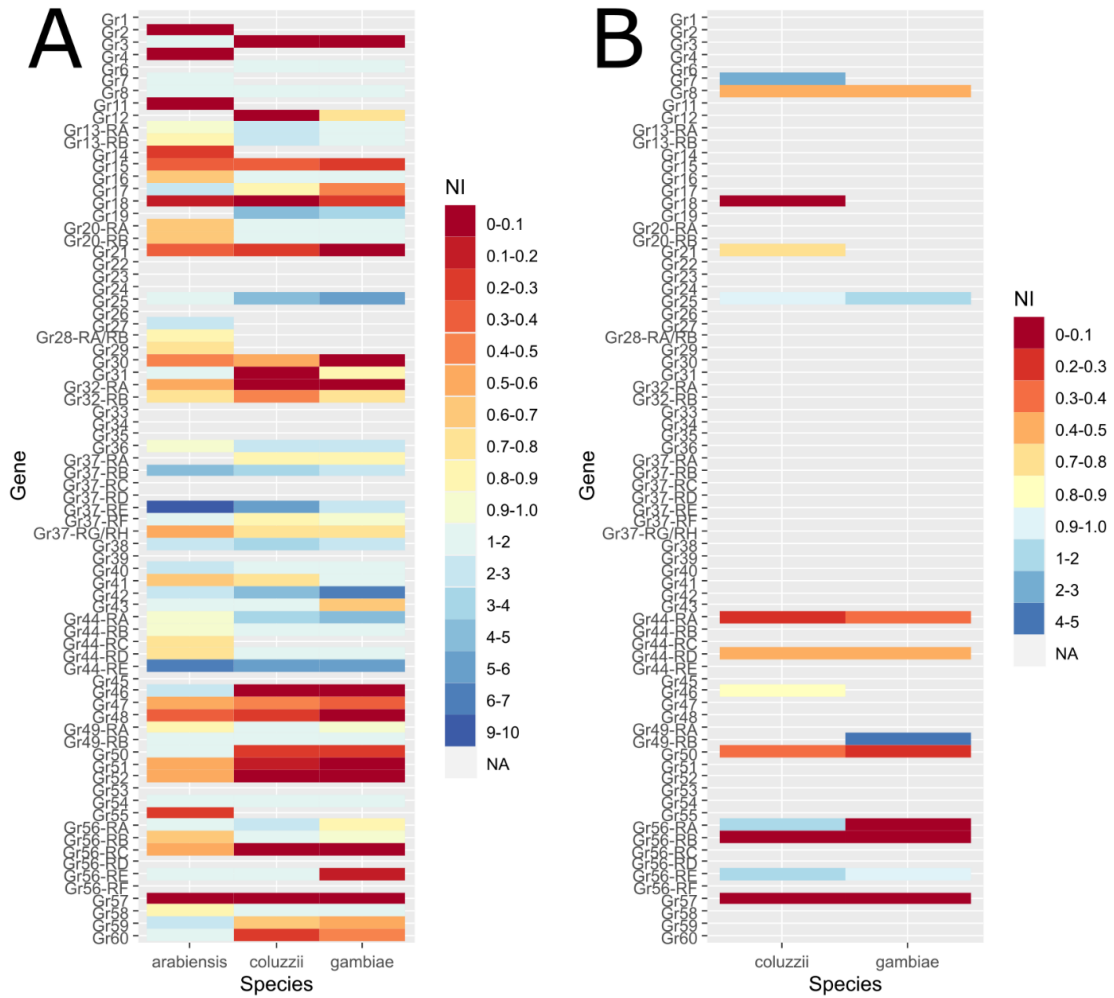 A
Gene
Gr1
Gr2
Gr3
Gr4
Gr6
Gr7
Gr8
Gr11
Gr12
Gr13-RA
Gr13-RB
Gr14
Gr15
Gr16
Gr17
Gr18
Gr19
Gr20-RA
Gr20-RB
Gr21
Gr22
Gr23
Gr24
Gr25
Gr26
Gr27
Gr28-RA/RB
Gr29
Gr30
Gr31
Gr32-RA
Gr32-RB
Gr33
Gr34
Gr35
Gr36
Gr37-RA
Gr37-RB
Gr37-RC
Gr37-RD
Gr37-RE
Gr37-RF
Gr37-RG/RH
Gr38
Gr39
Gr40
Gr41
Gr42
Gr43
Gr44-RA
Gr44-RB
Gr44-RC
Gr44-RD
Gr44-RE
Gr45
Gr46
Gr47
Gr48
Gr49-RA
Gr49-RB
Gr50
Gr51
Gr52
Gr53
Gr54
Gr55
Gr56-RA
Gr56-RB
Gr56-RC
Gr56-RD
Gr56-RE
Gr56-RF
Gr57
Gr58
Gr59
Gr60
arabiensis coluzzii gambiae
Species
NI
0-0.1
0.1-0.2
0.2-0.3
0.3-0.4
0.4-0.5
0.5-0.6
0.6-0.7
0.7-0.8
0.8-0.9
0.9-1.0
1-2
2-3
3-4
4-5
5-6
6-7
9-10
NA
B
Gene
Gr1
Gr2
Gr3
Gr4
Gr6
Gr7
Gr8
Gr11
Gr12
Gr13-RA
Gr13-RB
Gr14
Gr15
Gr16
Gr17
Gr18
Gr19
Gr20-RA
Gr20-RB
Gr21
Gr22
Gr23
Gr24
Gr25
Gr26
Gr27
Gr28-RA/RB
Gr29
Gr30
Gr31
Gr32-RA
Gr32-RB
Gr33
Gr34
Gr35
Gr36
Gr37-RA
Gr37-RB
Gr37-RC
Gr37-RD
Gr37-RE
Gr37-RF
Gr37-RG/RH
Gr38
Gr39
Gr40
Gr41
Gr42
Gr43
Gr44-RA
Gr44-RB
Gr44-RC
Gr44-RD
Gr44-RE
Gr45
Gr46
Gr47
Gr48
Gr49-RA
Gr49-RB
Gr50
Gr51
Gr52
Gr53
Gr54
Gr55
Gr56-RA
Gr56-RB
Gr56-RC
Gr56-RD
Gr56-RE
Gr56-RF
Gr57
Gr58
Gr59
Gr60
coluzzii gambiae
Species
NI
0-0.1
0.2-0.3
0.3-0.4
0.4-0.5
0.7-0.8
0.8-0.9
0.9-1.0
1-2
2-3
4-5
NA